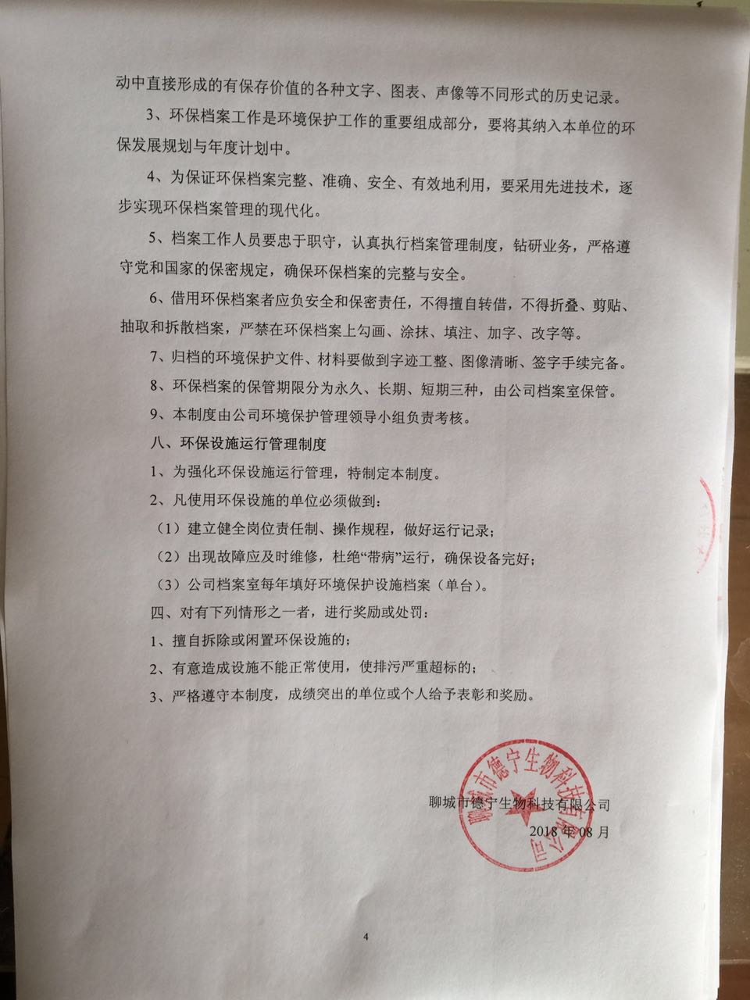 动中直接形成的有保存价值的各种文字、图表、声像等不同形式的历史记录。
3、环保档案工作是环境保护工作的重要组成部分，要将其纳入本单位的环
保发展规划与年度计划中。
4、为保证环保档案完整、准确、安全、有效地利用，要采用先进技术，逐
步实现环保档案管理的现代化。
5、档案工作人员要忠于职守，认真执行档案管理制度，钻研业务，严格遵
守党和国家的保密规定，确保环保档案的完整与安全。
6、借用环保档案者应负安全和保密责任，不得擅自转借，不得折叠、剪贴、
抽取和拆散档案，严禁在环保档案上勾画、涂抹、填注、加字、改字等。
7、归档的环境保护文件、材料要做到字迹工整、图像清晰、签字手续完备。
8、环保档案的保管期限分为永久、长期、短期三种，由公司档案室保管。
9、本制度由公司环境保护管理领导小组负责考核。
八、环保设施运行管理制度
1、为强化环保设施运行管理，特制定本制度。
2、凡使用环保设施的单位必须做到：
（1）建立健全岗位责任制、操作规程，做好运行记录；
（2）出现故障应及时维修，杜绝“带病”运行，确保设备完好；
（3）公司档案室每年填好环境保护设施档案（单台）。
四、对有下列情形之一者，进行奖励或处罚：
1、擅自拆除或闲置环保设施的；
2、有意造成设施不能正常使用，使排污严重超标的；
3、严格遵守本制度，成绩突出的单位或个人给予表彰和奖励。
聊城市德宁生物科技有限公司
聊城市德宁生物科技有限公司
2018 年 08 月
4